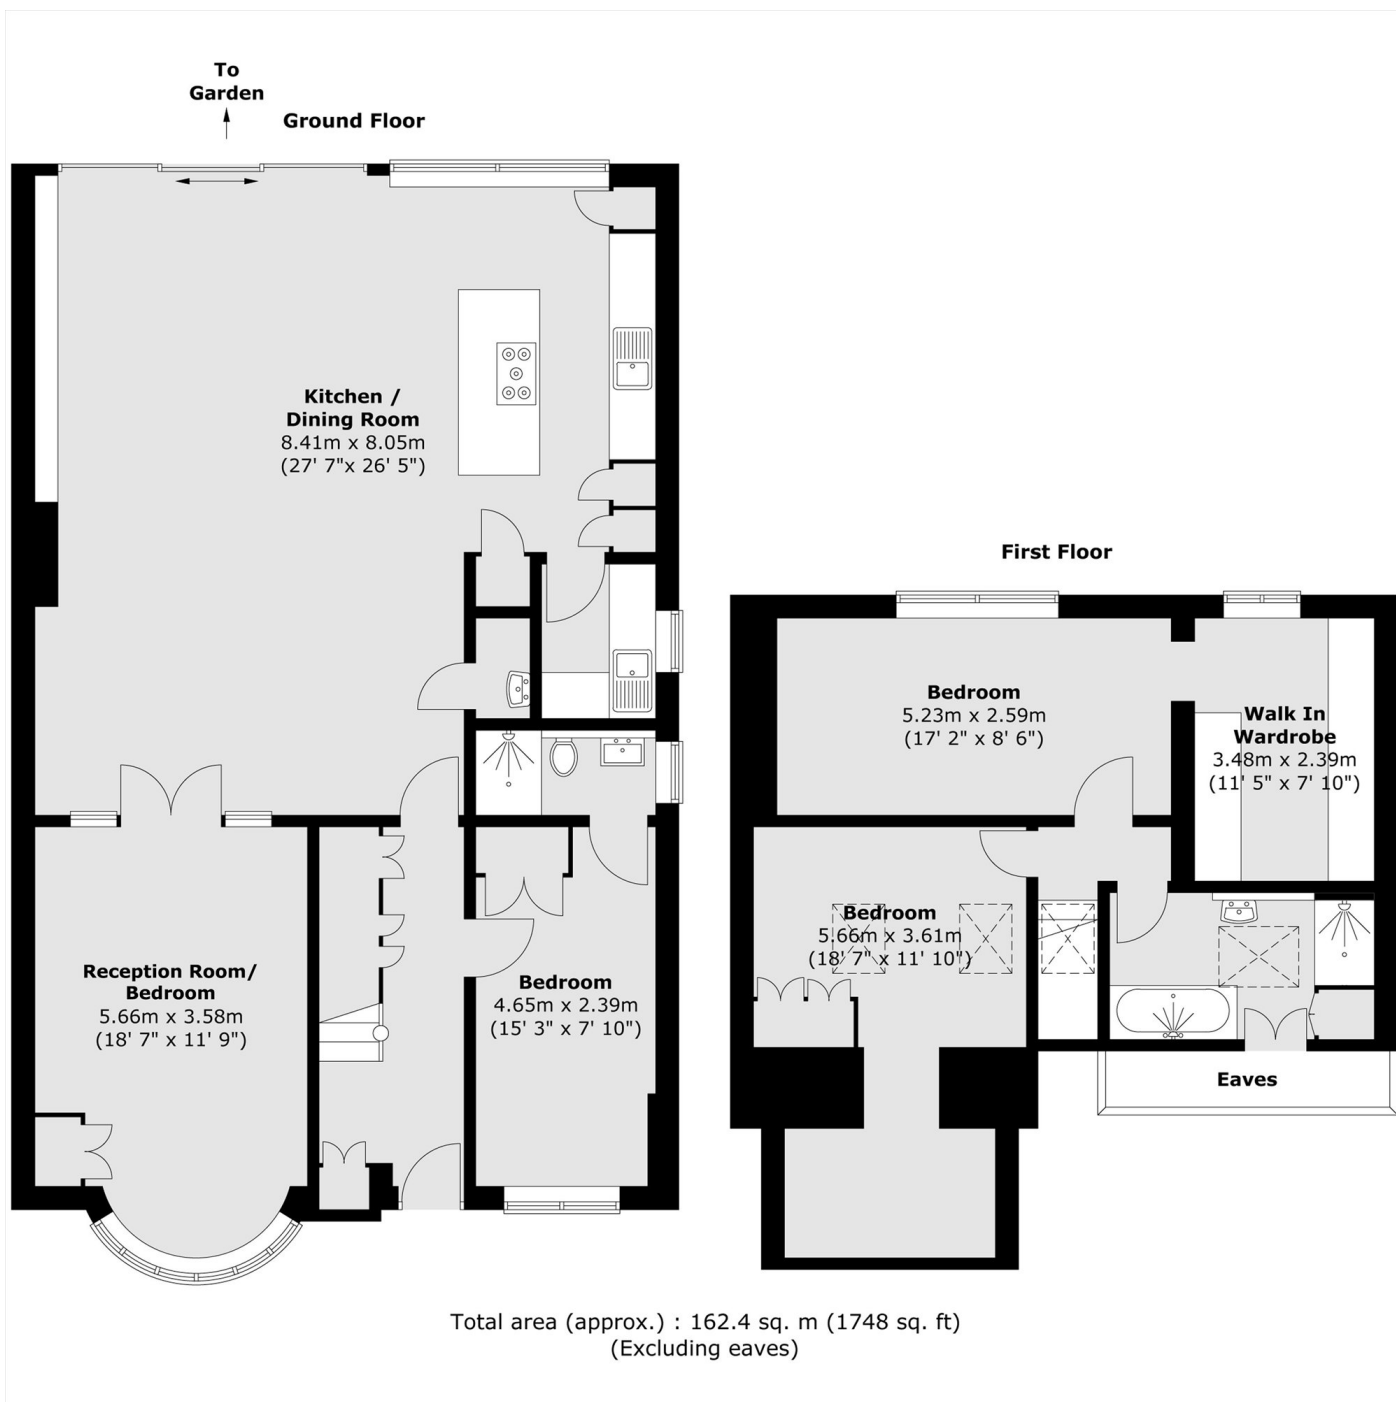 To
Garden
Ground Floor
Kitchen /
Dining Room
8.41m x 8.05m
(27' 7"x 26' 5")
Reception Room/
Bedroom
5.66m x 3.58m
(18' 7" x 11' 9")
Bedroom
4.65m x 2.39m
(15' 3" x 7' 10")
First Floor
Bedroom
5.23m x 2.59m
(17' 2" x 8' 6")
Walk In
Wardrobe
3.48m x 2.39m
(11' 5" x 7' 10")
Bedroom
5.66m x 3.61m
(18' 7" x 11' 10")
Eaves
Total area (approx.) : 162.4 sq. m (1748 sq. ft)
(Excluding eaves)